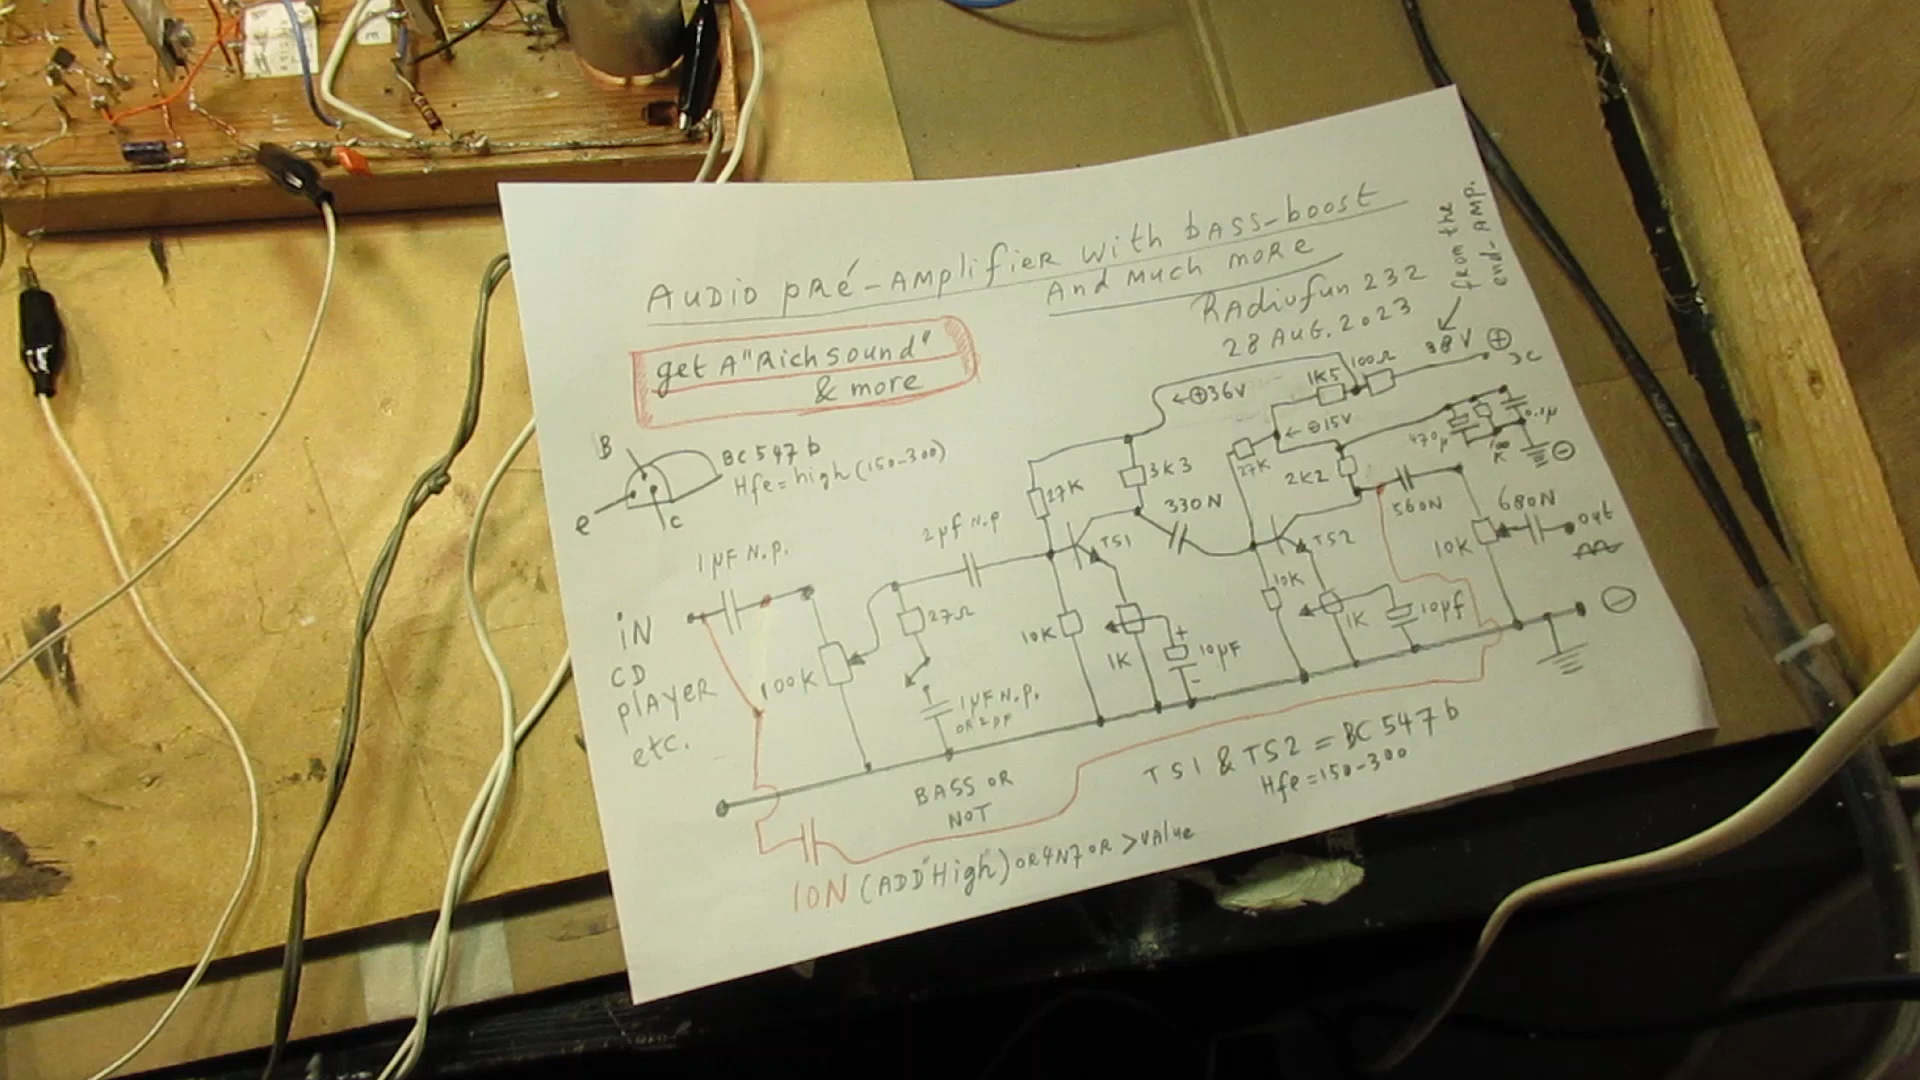 AUDIO pRé-AMplifiER with bASS-boost
And MUCH MORE
RAdiofun 232
28 AUG. 2023
from the
end-AMP.
get A "Rich sound"
& more
38 V ⊕
DC
100Ω
1K5
←⊕36V
←⊕15V
B
e
c
BC 547 b
Hfe = high (150-300)
27K
3K3
330N
27K
2K2
470µ
100
K
0.1µ
⊖
560N
680N
out
10K
1µF N.p.
2µf N.p
TS1
TS2
iN
CD
plAyER
etc.
100K
27Ω
1µF N.p.
OR 2µF
10K
1K
+
10µF
-
10K
1K
10µf
⊖
BASS OR
NOT
TS1 & TS2 = BC 547 b
Hfe = 150-300
10N (ADD "High") OR 4N7 OR > VAlue